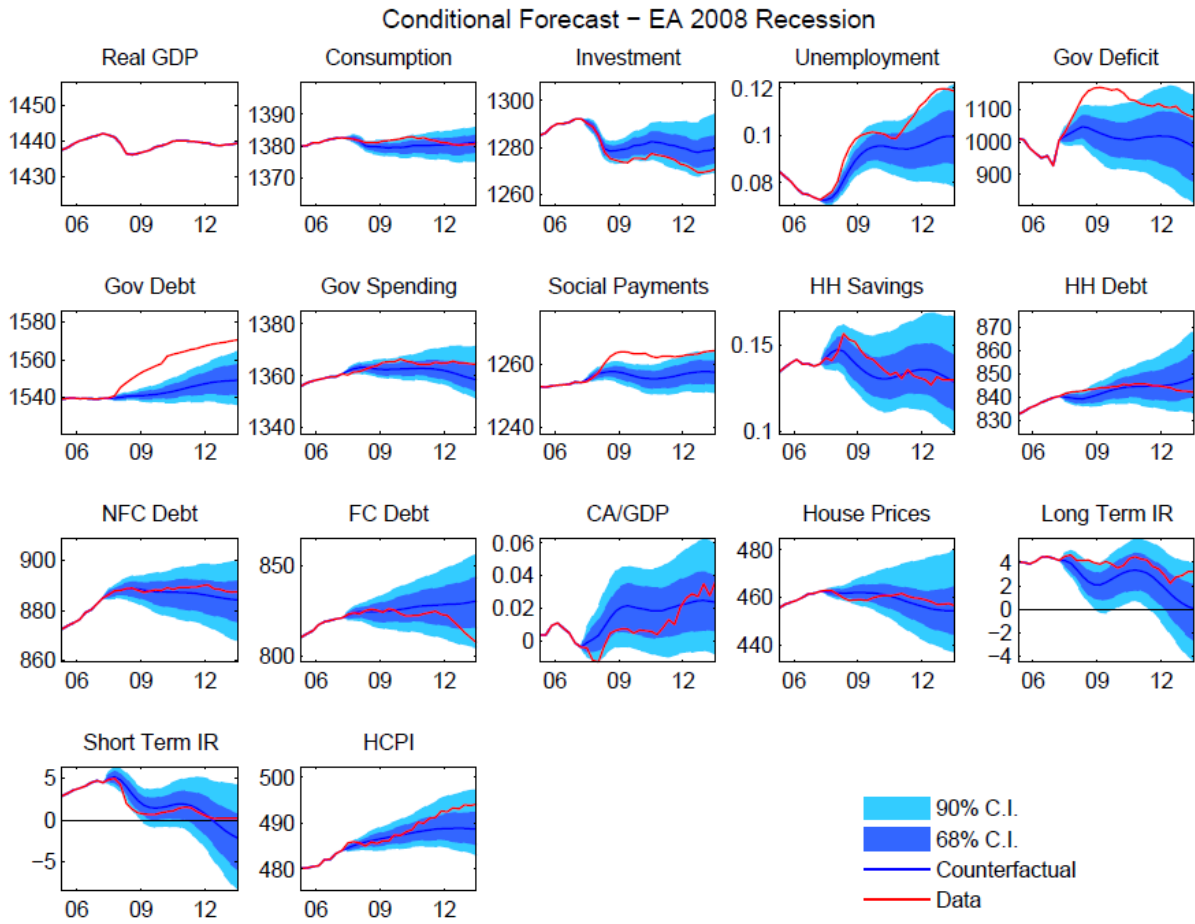 Conditional Forecast − EA 2008 Recession
Real GDP
1450
1440
1430
06 09 12
Consumption
1390
1380
1370
06 09 12
Investment
1300
1280
1260
06 09 12
Unemployment
0.12
0.1
0.08
06 09 12
Gov Deficit
1100
1000
900
06 09 12
Gov Debt
1580
1560
1540
06 09 12
Gov Spending
1380
1360
1340
06 09 12
Social Payments
1260
1240
06 09 12
HH Savings
0.15
0.1
06 09 12
HH Debt
870
860
850
840
830
06 09 12
NFC Debt
900
880
860
06 09 12
FC Debt
850
800
06 09 12
CA/GDP
0.06
0.04
0.02
0
06 09 12
House Prices
480
460
440
06 09 12
Long Term IR
4
2
0
−2
−4
06 09 12
Short Term IR
5
0
−5
06 09 12
HCPI
500
490
480
06 09 12
90% C.I.
68% C.I.
Counterfactual
Data